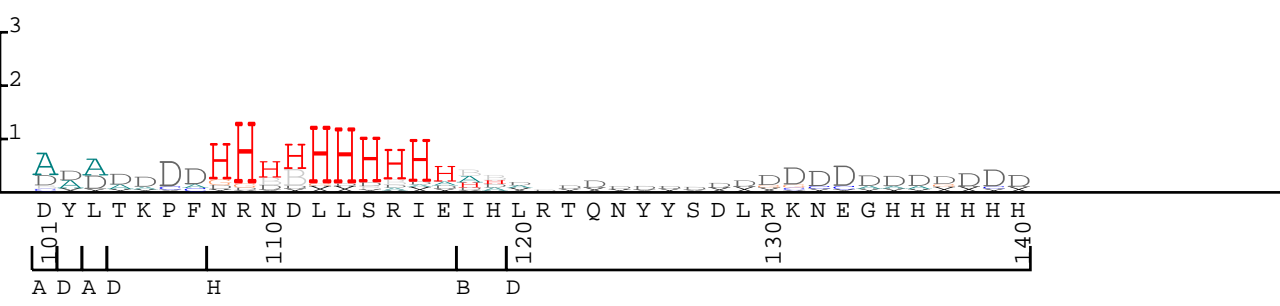 3
2
1
A A
D D D D D D D H H H H H H H H H H D D D D D D D D D D D
D Y L T K P F N R N D L L S R I E I H L R T Q N Y Y S D L R K N E G H H H H H H
101 110 120 130 140
A D A D H B D